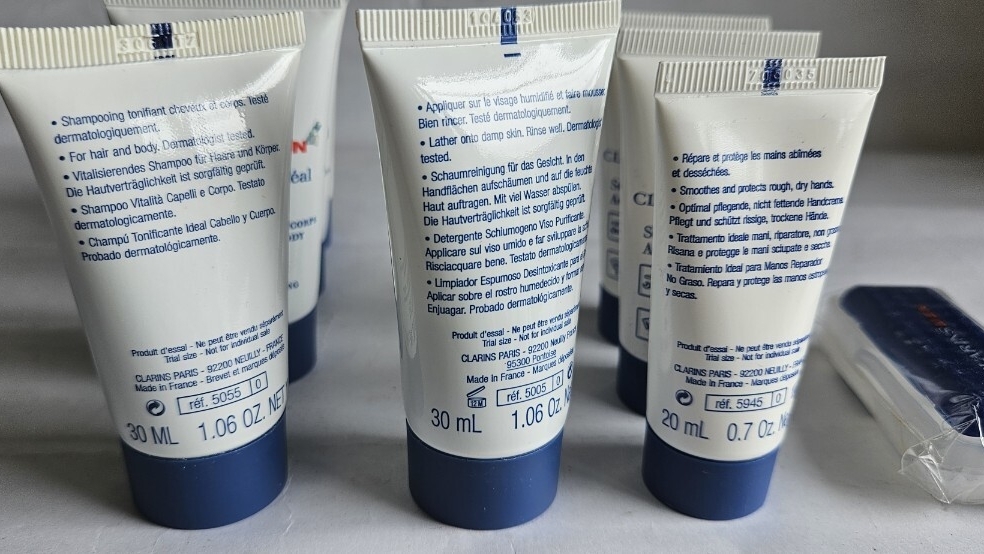 • Shampooing tonifiant cheveux et corps. Testé
dermatologiquement.
• For hair and body. Dermatologist tested.
• Vitalisierendes Shampoo für Haare und Körper.
Die Hautverträglichkeit ist sorgfältig geprüft.
• Shampoo Vitalità Capelli e Corpo. Testato
dermatologicamente.
• Champú Tonificante Ideal Cabello y Cuerpo.
Probado dermatológicamente.
Produit d'essai - Ne peut être vendu séparément
Trial size - Not for individual sale
CLARINS PARIS - 92200 NEUILLY - FRANCE
Made in France - Brevets et marques déposés
réf. 5055 0
30 ML 1.06 OZ. NET
• Appliquer sur le visage humidifié et faire mousser.
Bien rincer. Testé dermatologiquement.
• Lather onto damp skin. Rinse well. Dermatolog
tested.
• Schaumreinigung für das Gesicht. In den
Handflächen aufschäumen und auf die feuchte
Haut auftragen. Mit viel Wasser abspülen.
Die Hautverträglichkeit ist sorgfältig geprüft.
• Detergente Schiumogeno Viso Purificante.
Applicare sul viso umido e far sviluppare la
Risciacquare bene. Testato dermatologicamente
• Limpiador Espumoso Desintoxicante para
Aplicar sobre el rostro humedecido y formar
Enjuagar. Probado dermatológicamente.
Produit d'essai - Ne peut être vendu séparément
Trial size - Not for individual sale
CLARINS PARIS - 92200 NEUILLY
95300 Pontoise
Made in France - Marques déposées
12M réf. 5005 0
30 mL 1.06 Oz.
• Répare et protège les mains abîmées
et desséchées.
• Smoothes and protects rough, dry hands.
• Optimal pflegende, nicht fettende Handcreme.
Pflegt und schützt rissige, trockene Hände.
• Trattamento ideale mani, riparatore, non
Risana e protegge le mani sciupate e secche.
• Tratamiento Ideal para Manos Reparador
No Graso. Repara y protege las manos
y secas.
Produit d'essai - Ne peut être vendu
Trial size - Not for individual sale
CLARINS PARIS - 92200 NEUILLY
Made in France - Marques déposées
réf. 5945 0
20 mL 0.7 Oz.